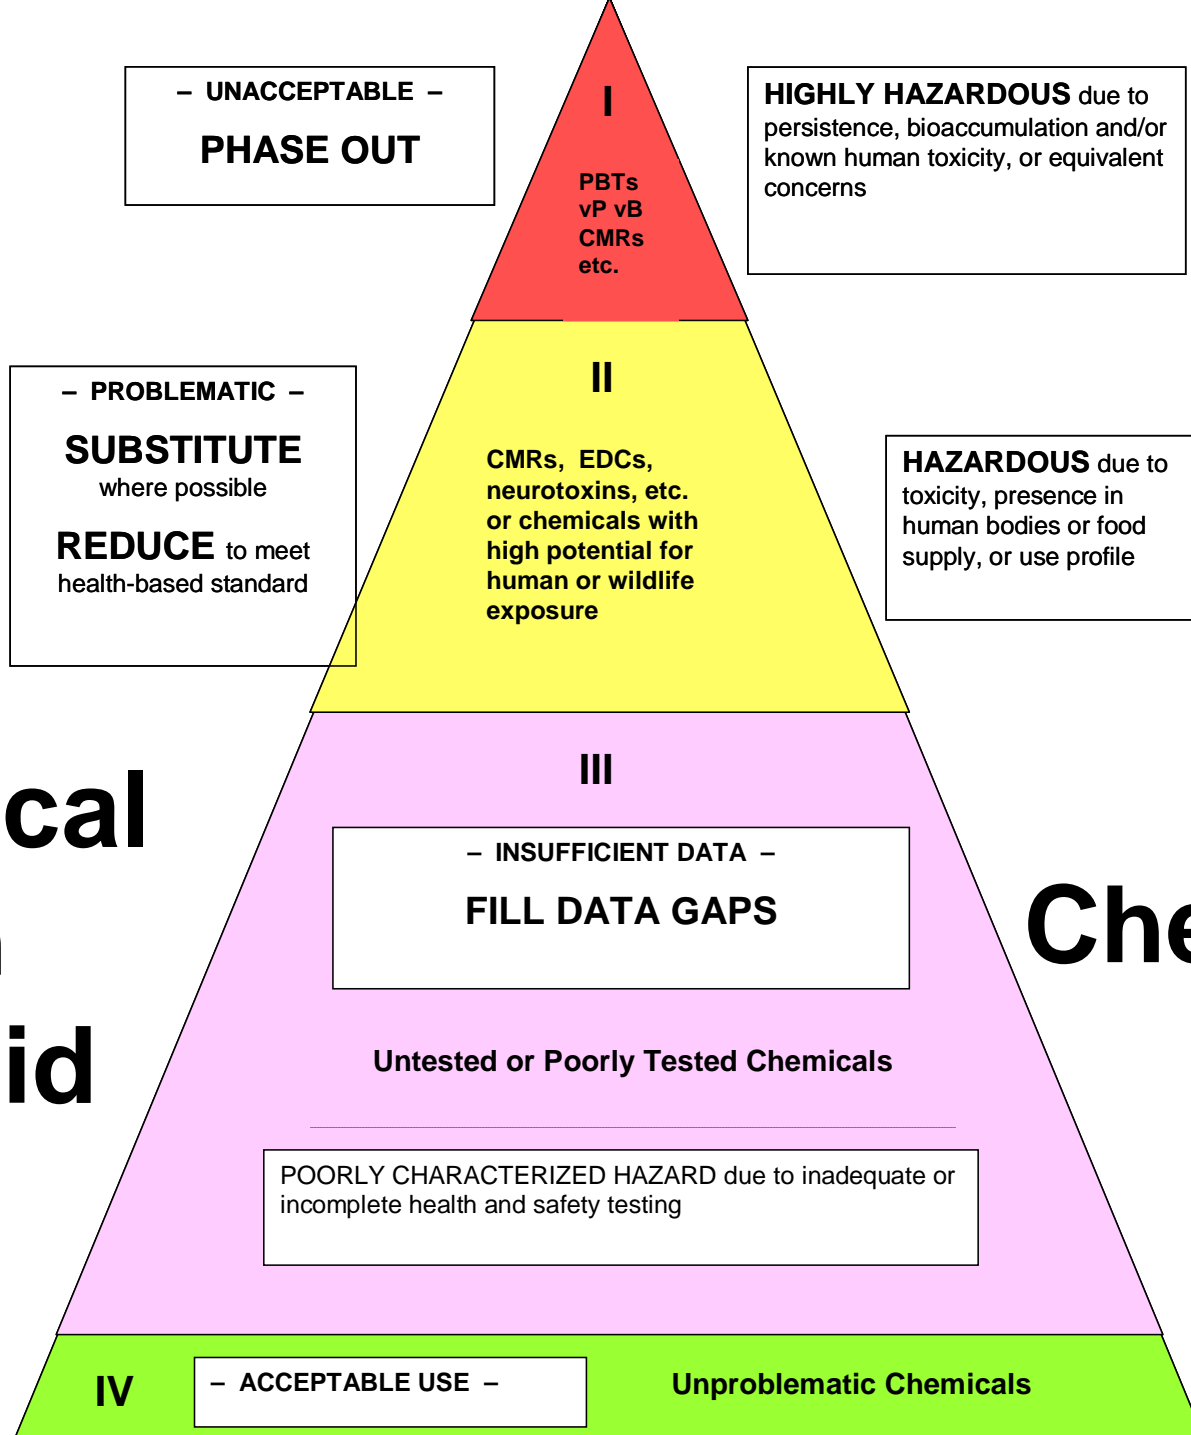 – UNACCEPTABLE –
PHASE OUT
I
PBTs
vP vB
CMRs
etc.
HIGHLY HAZARDOUS due to
persistence, bioaccumulation and/or
known human toxicity, or equivalent
concerns
– PROBLEMATIC –
SUBSTITUTE
where possible
REDUCE to meet
health-based standard
II
CMRs, EDCs,
neurotoxins, etc.
or chemicals with
high potential for
human or wildlife
exposure
HAZARDOUS due to
toxicity, presence in
human bodies or food
supply, or use profile
cal
id
Che
III
– INSUFFICIENT DATA –
FILL DATA GAPS
Untested or Poorly Tested Chemicals
POORLY CHARACTERIZED HAZARD due to inadequate or
incomplete health and safety testing
IV
– ACCEPTABLE USE –
Unproblematic Chemicals